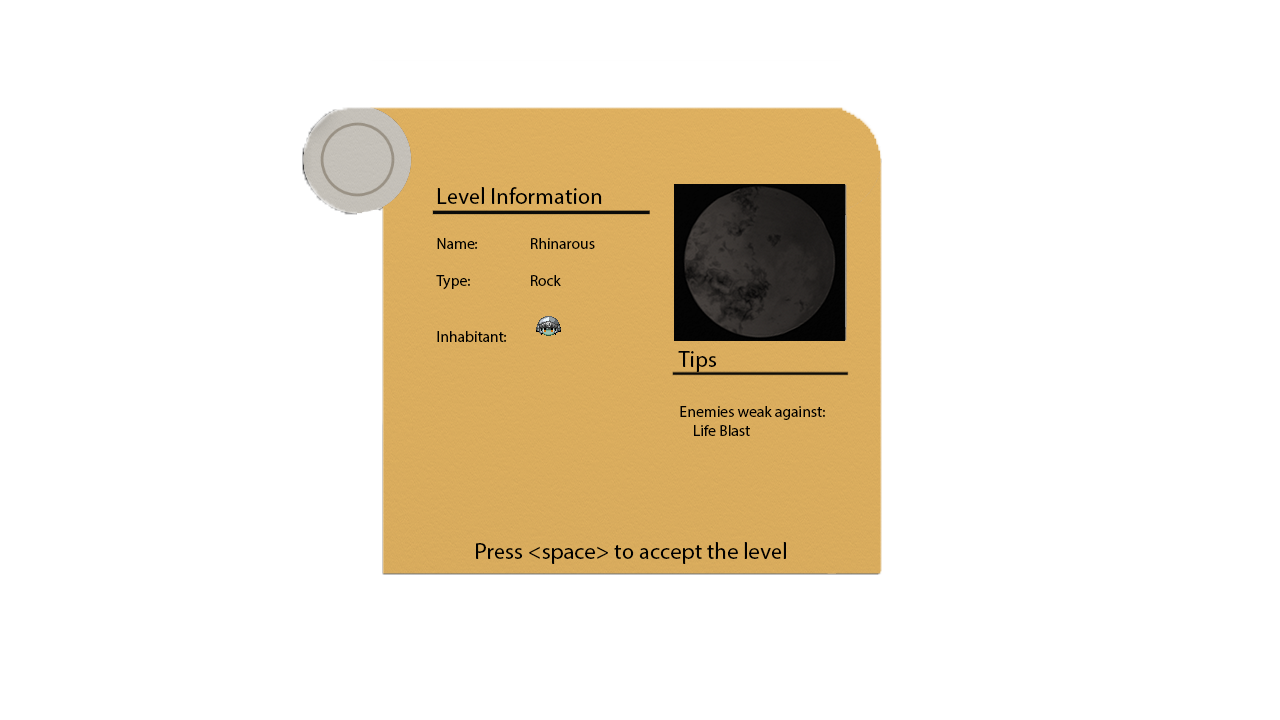 Level Information
Name: Rhinarous
Type: Rock
Inhabitant:
Tips
Enemies weak against:
Life Blast
Press <space> to accept the level